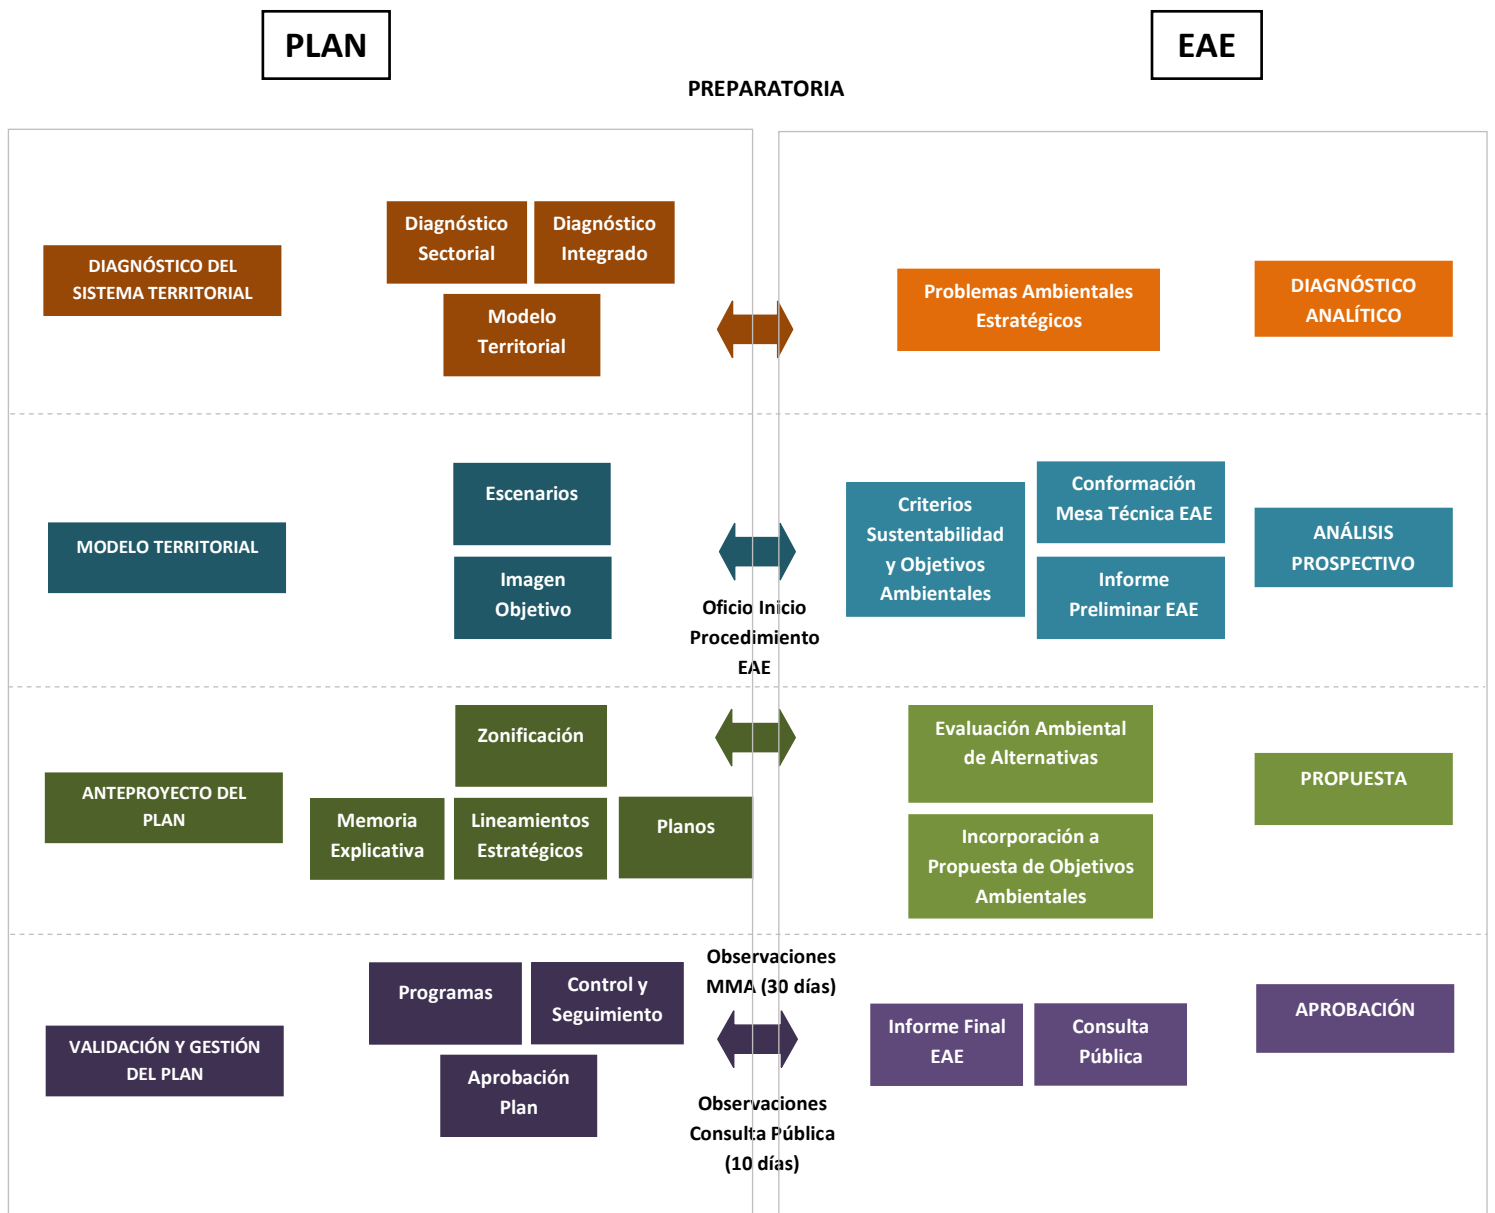 PLAN
EAE
PREPARATORIA
DIAGNÓSTICO DEL
SISTEMA TERRITORIAL
Diagnóstico
Sectorial
Diagnóstico
Integrado
Modelo
Territorial
Problemas Ambientales
Estratégicos
DIAGNÓSTICO
ANALÍTICO
MODELO TERRITORIAL
Escenarios
Imagen
Objetivo
Oficio Inicio
Procedimiento
EAE
Criterios
Sustentabilidad
y Objetivos
Ambientales
Conformación
Mesa Técnica EAE
Informe
Preliminar EAE
ANÁLISIS
PROSPECTIVO
ANTEPROYECTO DEL
PLAN
Zonificación
Memoria
Explicativa
Lineamientos
Estratégicos
Planos
Evaluación Ambiental
de Alternativas
Incorporación a
Propuesta de Objetivos
Ambientales
PROPUESTA
VALIDACIÓN Y GESTIÓN
DEL PLAN
Programas
Control y
Seguimiento
Aprobación
Plan
Observaciones
MMA (30 días)
Observaciones
Consulta Pública
(10 días)
Informe Final
EAE
Consulta
Pública
APROBACIÓN